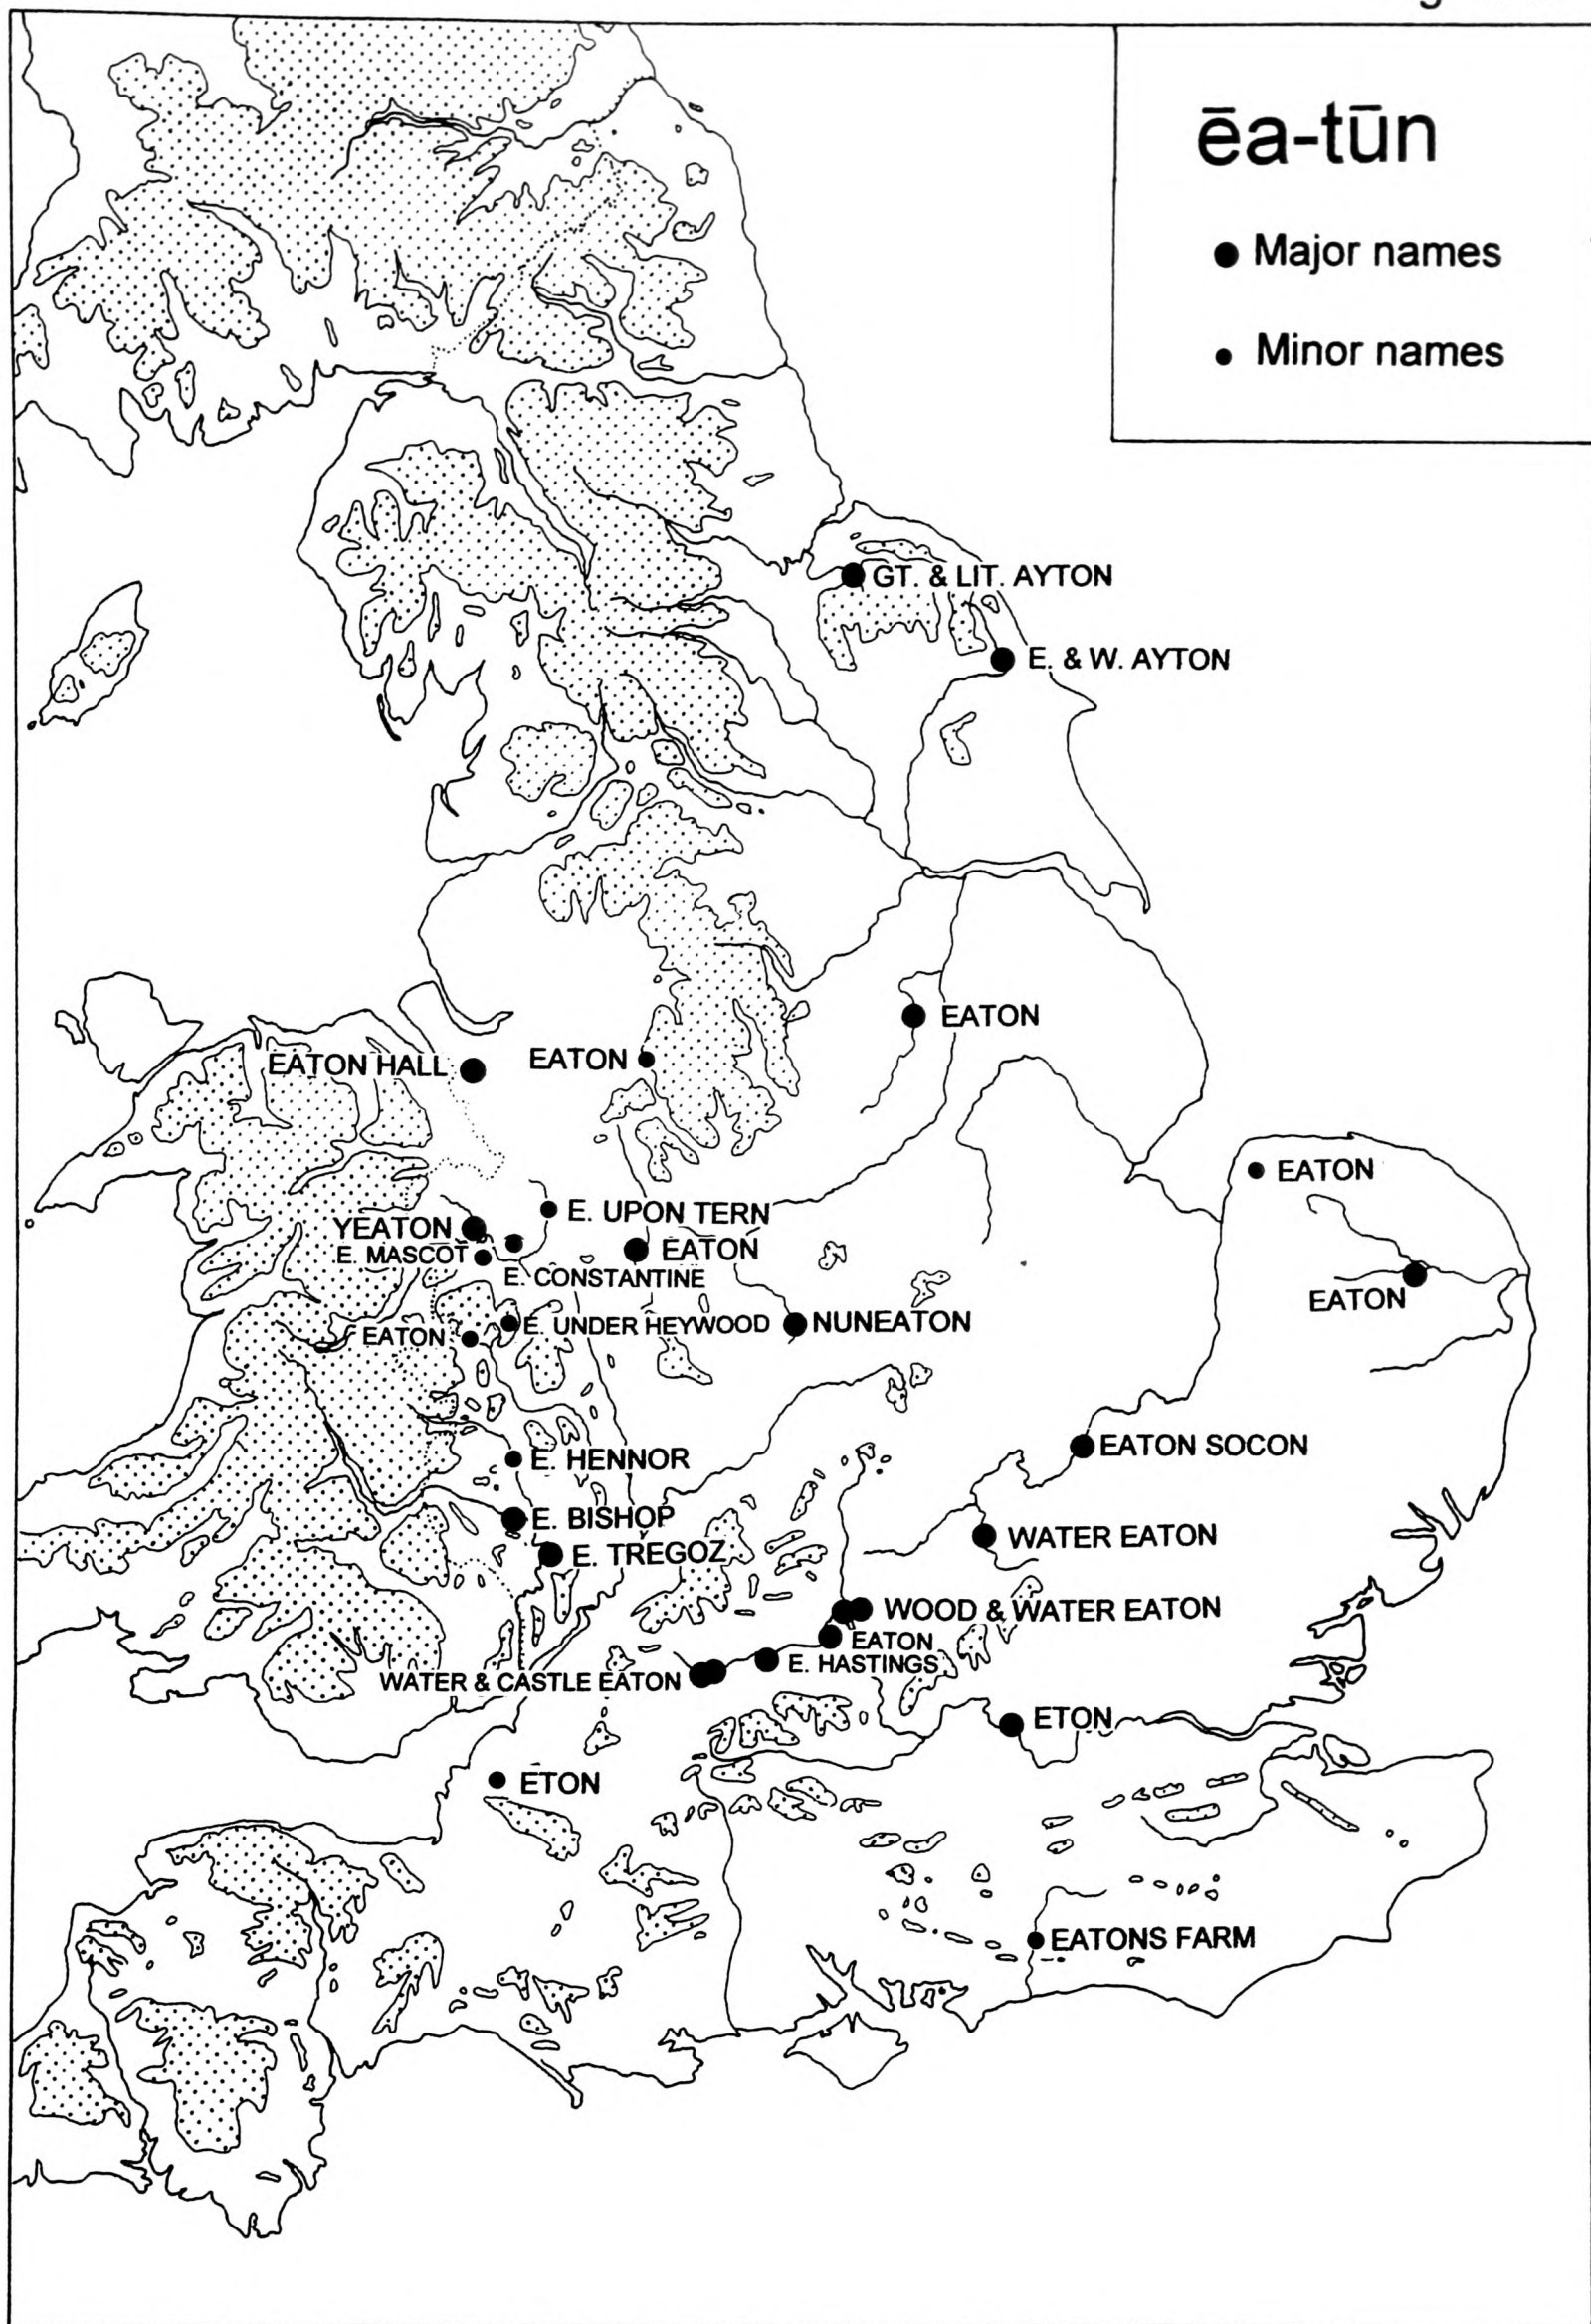 ēa-tūn
Major names
Minor names
GT. & LIT. AYTON
E. & W. AYTON
EATON
EATON HALL
EATON
EATON
E. UPON TERN
YEATON
EATON
E. MASCOT
E. CONSTANTINE
EATON
E. UNDER HEYWOOD
NUNEATON
EATON
E. HENNOR
EATON SOCON
E. BISHOP
WATER EATON
E. TREGOZ
WOOD & WATER EATON
EATON
E. HASTINGS
WATER & CASTLE EATON
ETON
ETON
EATONS FARM